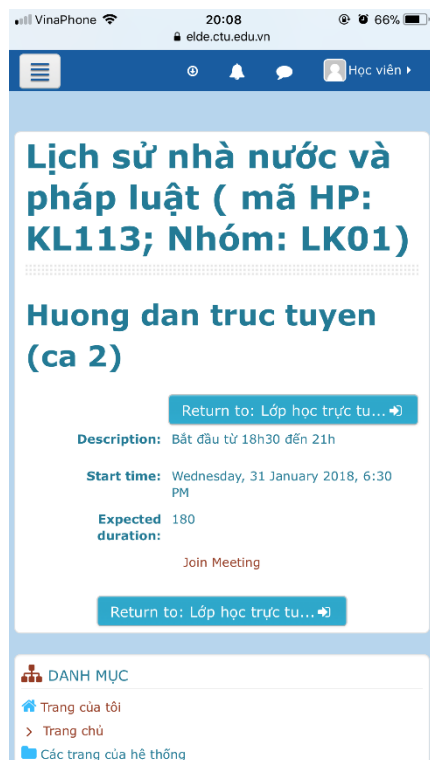 VinaPhone 20:08 66%
elde.ctu.edu.vn
Học viên
Lịch sử nhà nước và
pháp luật ( mã HP:
KL113; Nhóm: LK01)
Huong dan truc tuyen
(ca 2)
Return to: Lớp học trực tu...
Description: Bắt đầu từ 18h30 đến 21h
Start time: Wednesday, 31 January 2018, 6:30
PM
Expected 180
duration:
Join Meeting
Return to: Lớp học trực tu...
DANH MỤC
Trang của tôi
Trang chủ
Các trang của hệ thống